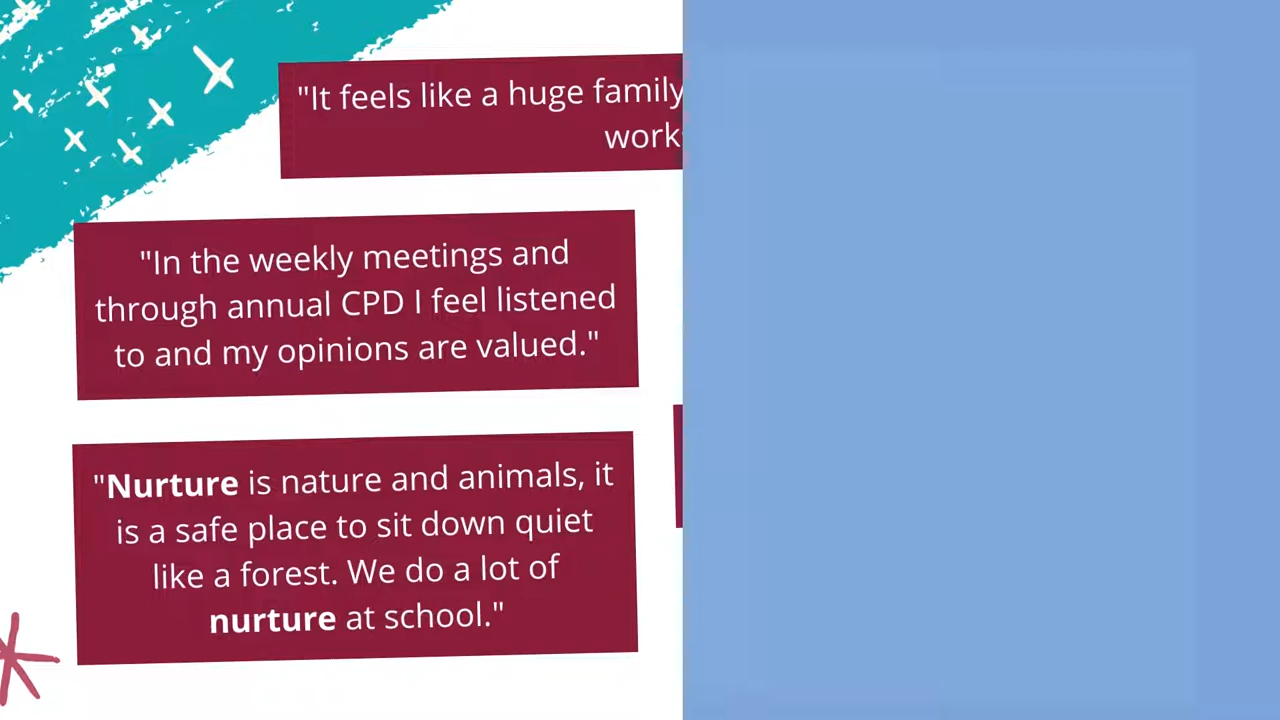 "It feels like a huge family
"In the weekly meetings and
through annual CPD I feel listened
to and my opinions are valued."
"Nurture is nature and animals, it
is a safe place to sit down quiet
like a forest. We do a lot of
nurture at school."